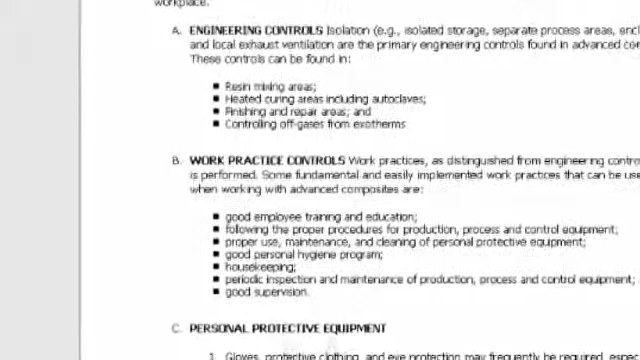 workplace.
A. ENGINEERING CONTROLS Isolation (e.g., isolated storage, separate process areas, encl
and local exhaust ventilation are the primary engineering controls found in advanced co
These controls can be found in:
■ Resin mixing areas;
■ Heated curing areas including autoclaves;
■ Finishing and repair areas; and
■ Controlling off-gases from exotherms
B. WORK PRACTICE CONTROLS Work practices, as distinguished from engineering contro
is performed. Some fundamental and easily implemented work practices that can be use
when working with advanced composites are:
■ good employee training and education;
■ following the proper procedures for production, process and control equipment;
■ proper use, maintenance, and cleaning of personal protective equipment;
■ good personal hygiene program;
■ housekeeping;
■ periodic inspection and maintenance of production, process and control equipment;
■ good supervision.
C. PERSONAL PROTECTIVE EQUIPMENT
1. Gloves, protective clothing, and eye protection may frequently be required, espec